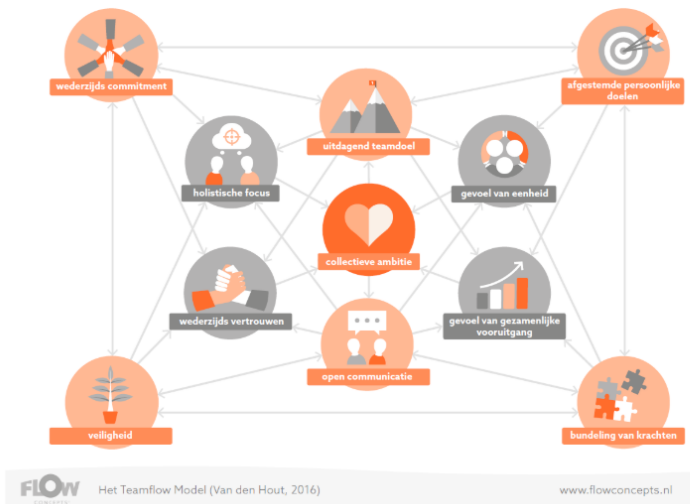 wederzijds commitment
afgestemde persoonlijke
doelen
uitdagend teamdoel
holistische focus
gevoel van eenheid
collectieve ambitie
wederzijds vertrouwen
gevoel van gezamenlijke
vooruitgang
open communicatie
veiligheid
bundeling van krachten
FLOW
CONCEPTS
Het Teamflow Model (Van den Hout, 2016)
www.flowconcepts.nl